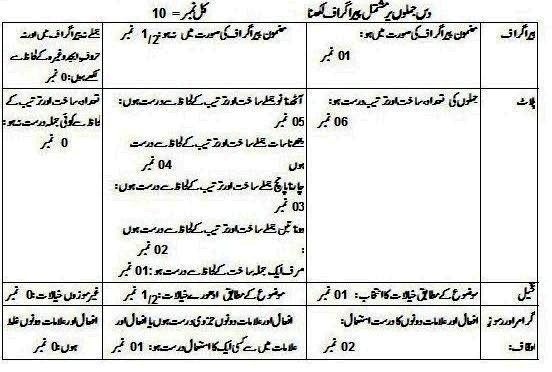 دس جملوں پر مشتمل پیراگراف لکھنا کل نمبر = 10
پیراگراف
مضمون پیراگراف کی صورت میں ہو:
01 نمبر
مضمون پیراگراف کی صورت میں نہ ہو: 1/2 نمبر
جملے نہ پیراگراف میں اور نہ
حروف ابجد وغیرہ کے لحاظ سے
لکھے ہوں: 0 نمبر
پلاٹ
جملوں کی تعداد، ساخت اور ترتیب درست ہو:
06 نمبر
آٹھ تا نو جملے ساخت اور ترتیب کے لحاظ سے درست ہوں:
05 نمبر
چھ تا سات جملے ساخت اور ترتیب کے لحاظ سے درست
ہوں 04 نمبر
چار تا پانچ جملے ساخت اور ترتیب کے لحاظ سے درست ہوں:
03 نمبر
دو تا تین جملے ساخت اور ترتیب کے لحاظ سے درست ہوں
: 02 نمبر
صرف ایک جملہ ساخت کے لحاظ سے درست ہو: 01 نمبر
تعداد، ساخت اور ترتیب کے
لحاظ سے کوئی جملہ درست نہ ہو:
0 نمبر
تخیل
موضوع کے مطابق خیالات کا انتخاب: 01 نمبر
موضوع کے مطابق ادھورے خیالات: 1/2 نمبر
غیر موزوں خیالات: 0 نمبر
گرامر اور رموز
اوقاف:
افعال اور علامات دونوں کا درست استعمال:
02 نمبر
افعال اور علامات دونوں جزوی درست ہوں یا افعال اور
علامات میں سے کسی ایک کا استعمال درست ہو: 01 نمبر
افعال اور علامات دونوں غلط
ہوں: 0 نمبر